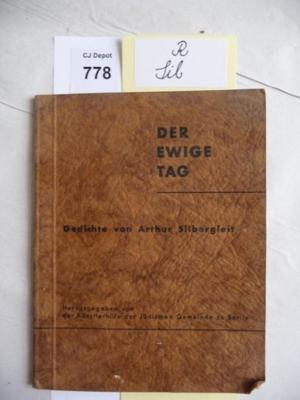 CJ Depot
778
R
Sib
DER
EWIGE
TAG
Gedichte von Arthur Silbergleit
Herausgegeben von
der Künstlerhilfe der Jüdischen Gemeinde zu Berlin